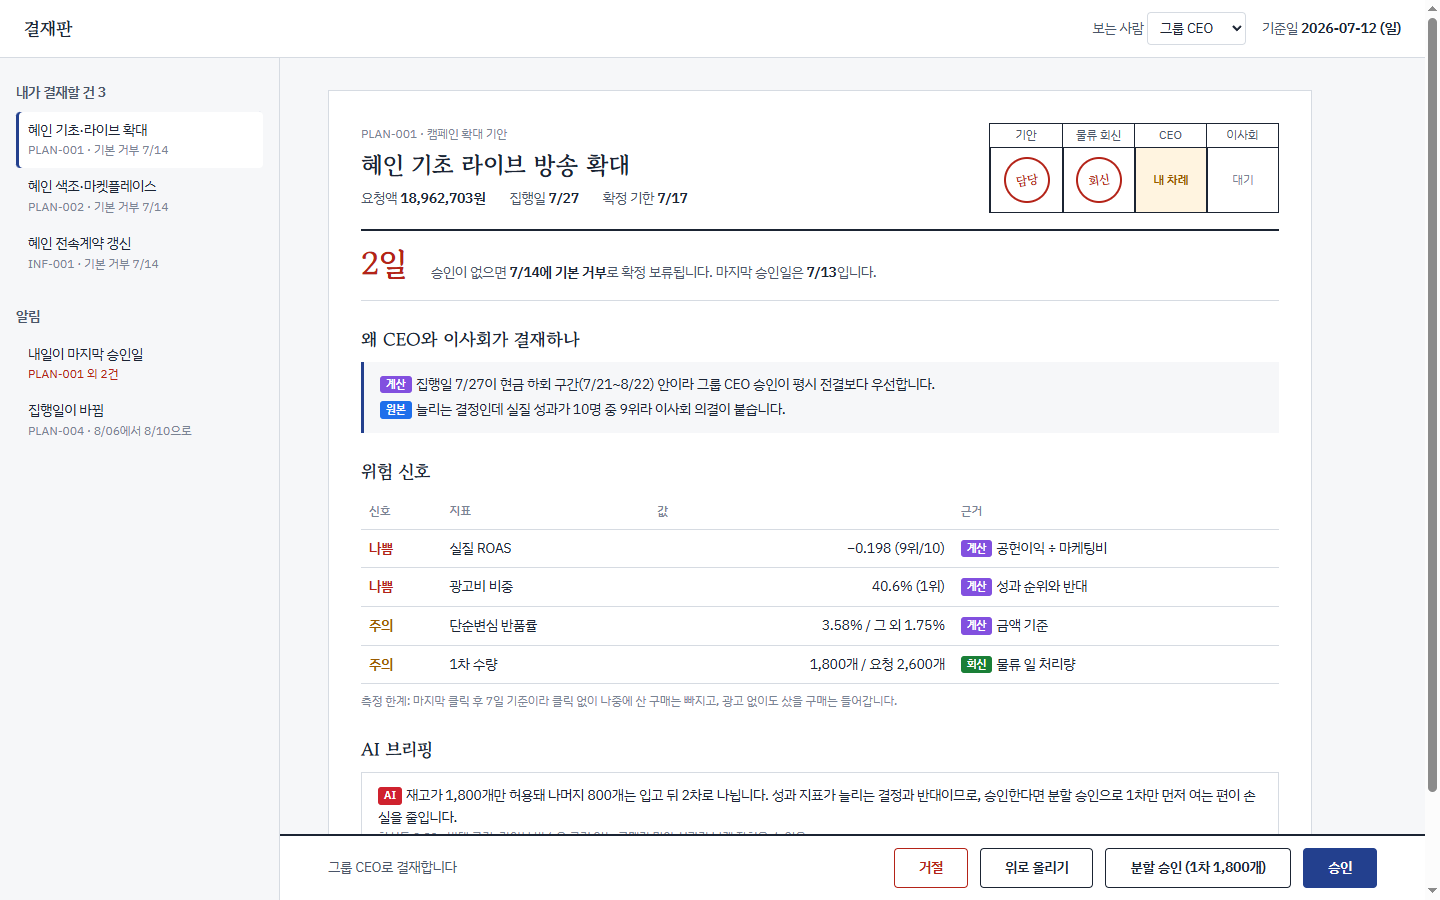 결재판
보는 사람 그룹 CEO 기준일 2026-07-12 (일)
내가 결재할 건 3
혜인 기초·라이브 확대
PLAN-001 · 기본 거부 7/14
혜인 색조·마켓플레이스
PLAN-002 · 기본 거부 7/14
혜인 전속계약 갱신
INF-001 · 기본 거부 7/14
알림
내일이 마지막 승인일
PLAN-001 외 2건
집행일이 바뀜
PLAN-004 · 8/06에서 8/10으로
PLAN-001 · 캠페인 확대 기안
혜인 기초 라이브 방송 확대
요청액 18,962,703원 집행일 7/27 확정 기한 7/17
기안 물류 회신 CEO 이사회
담당 회신 내 차례 대기
2일 승인이 없으면 7/14에 기본 거부로 확정 보류됩니다. 마지막 승인일은 7/13입니다.
왜 CEO와 이사회가 결재하나
계산 집행일 7/27이 현금 하회 구간(7/21~8/22) 안이라 그룹 CEO 승인이 평시 전결보다 우선합니다.
원본 늘리는 결정인데 실질 성과가 10명 중 9위라 이사회 의결이 붙습니다.
위험 신호
신호 지표 값 근거
나쁨 실질 ROAS −0.198 (9위/10) 계산 공헌이익 ÷ 마케팅비
나쁨 광고비 비중 40.6% (1위) 계산 성과 순위와 반대
주의 단순변심 반품률 3.58% / 그 외 1.75% 계산 금액 기준
주의 1차 수량 1,800개 / 요청 2,600개 회신 물류 일 처리량
측정 한계: 마지막 클릭 후 7일 기준이라 클릭 없이 나중에 산 구매는 빠지고, 광고 없이도 샀을 구매는 들어갑니다.
AI 브리핑
AI 재고가 1,800개만 허용돼 나머지 800개는 입고 뒤 2차로 나뉩니다. 성과 지표가 늘리는 결정과 반대이므로, 승인한다면 분할 승인으로 1차만 먼저 여는 편이 손
실을 줄입니다.
그룹 CEO로 결재합니다 거절 위로 올리기 분할 승인 (1차 1,800개) 승인